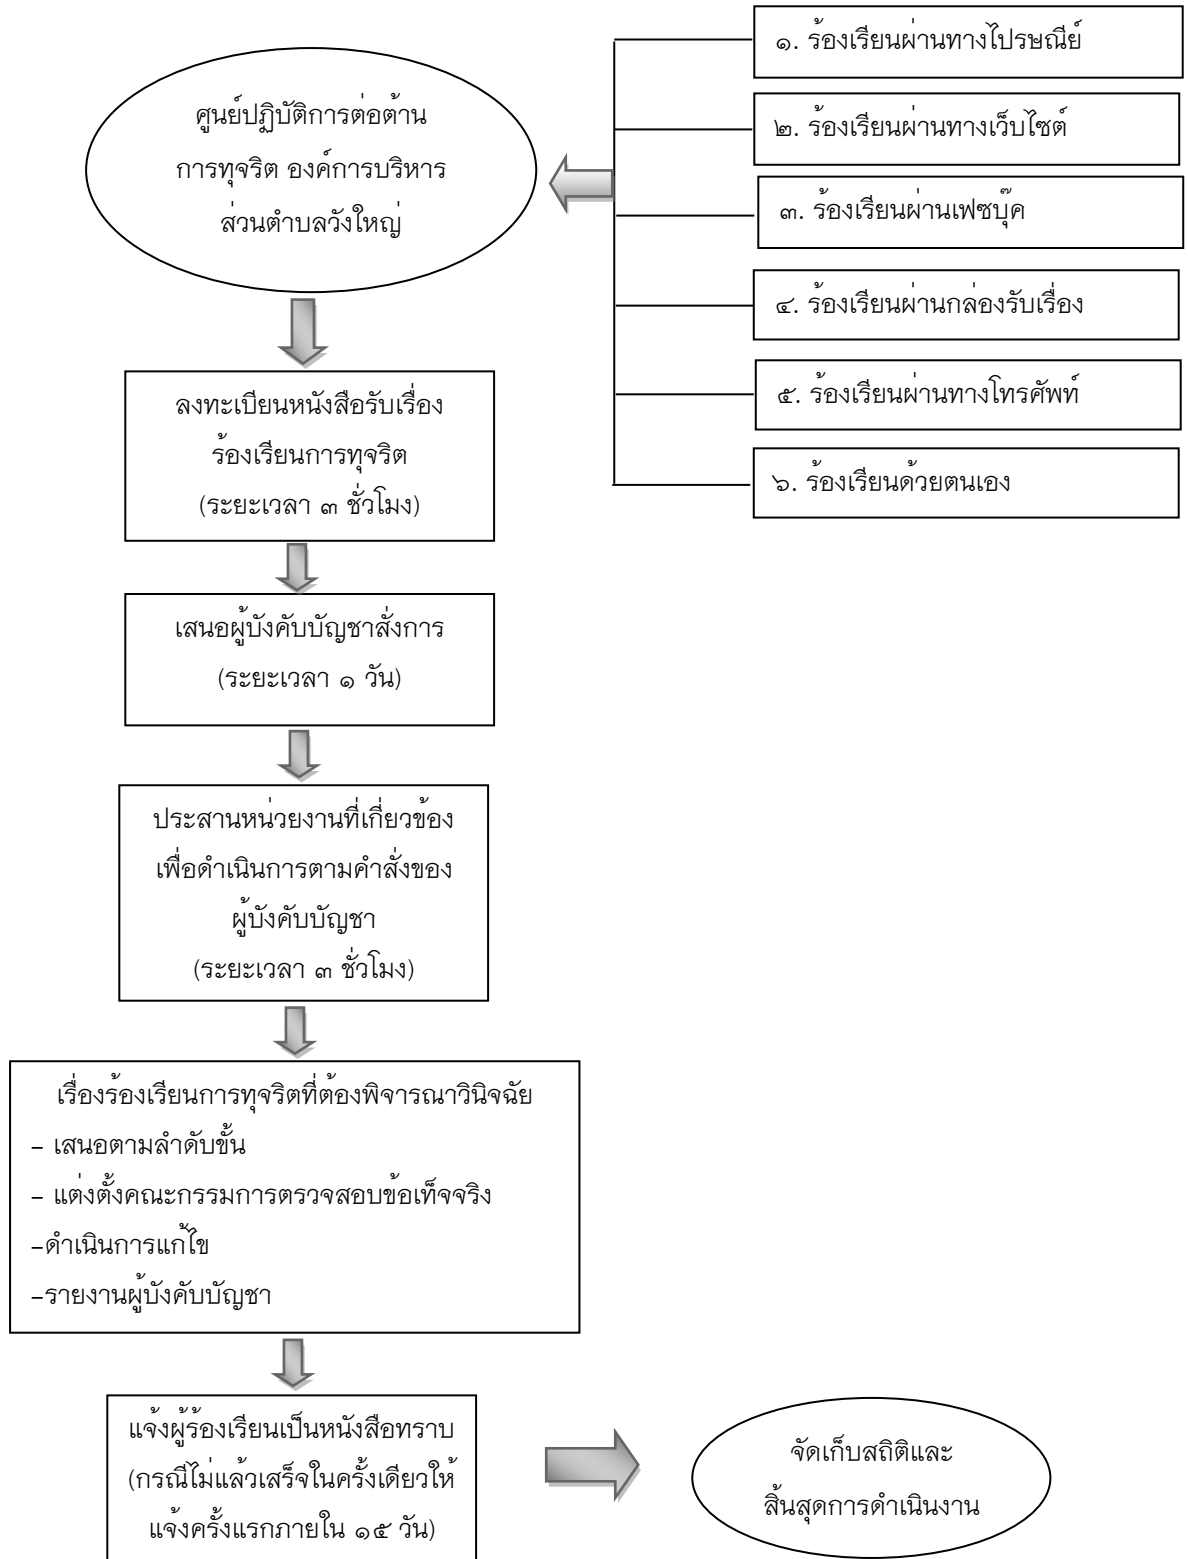 ศูนย์ปฏิบัติการต่อต้าน
การทุจริต องค์การบริหาร
ส่วนตำบลวังใหญ่
๑. ร้องเรียนผ่านทางไปรษณีย์
๒. ร้องเรียนผ่านทางเว็บไซต์
๓. ร้องเรียนผ่านเฟซบุ๊ค
๔. ร้องเรียนผ่านกล่องรับเรื่อง
๕. ร้องเรียนผ่านทางโทรศัพท์
๖. ร้องเรียนด้วยตนเอง
ลงทะเบียนหนังสือรับเรื่อง
ร้องเรียนการทุจริต
(ระยะเวลา ๓ ชั่วโมง)
เสนอผู้บังคับบัญชาสั่งการ
(ระยะเวลา ๑ วัน)
ประสานหน่วยงานที่เกี่ยวข้อง
เพื่อดำเนินการตามคำสั่งของ
ผู้บังคับบัญชา
(ระยะเวลา ๓ ชั่วโมง)
เรื่องร้องเรียนการทุจริตที่ต้องพิจารณาวินิจฉัย
- เสนอตามลำดับขั้น
- แต่งตั้งคณะกรรมการตรวจสอบข้อเท็จจริง
-ดำเนินการแก้ไข
-รายงานผู้บังคับบัญชา
แจ้งผู้ร้องเรียนเป็นหนังสือทราบ
(กรณีไม่แล้วเสร็จในครั้งเดียวให้
แจ้งครั้งแรกภายใน ๑๕ วัน)
จัดเก็บสถิติและ
สิ้นสุดการดำเนินงาน